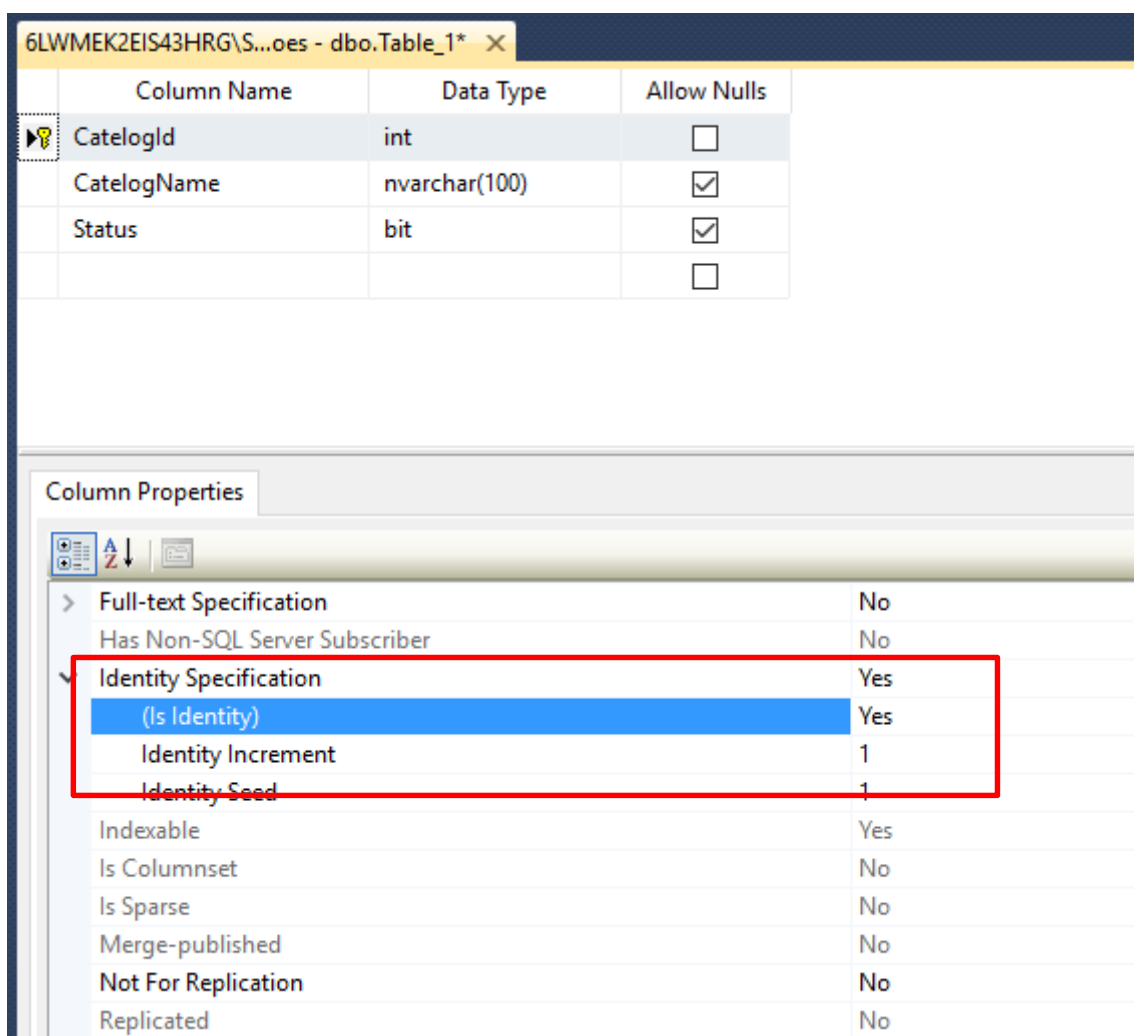 6LWMEK2EIS43HRG\S...oes - dbo.Table_1*
Column Name Data Type Allow Nulls
CatelogId int
CatelogName nvarchar(100)
Status bit
Column Properties
Full-text Specification No
Has Non-SQL Server Subscriber No
Identity Specification Yes
(Is Identity) Yes
Identity Increment 1
Identity Seed 1
Indexable Yes
Is Columnset No
Is Sparse No
Merge-published No
Not For Replication No
Replicated No